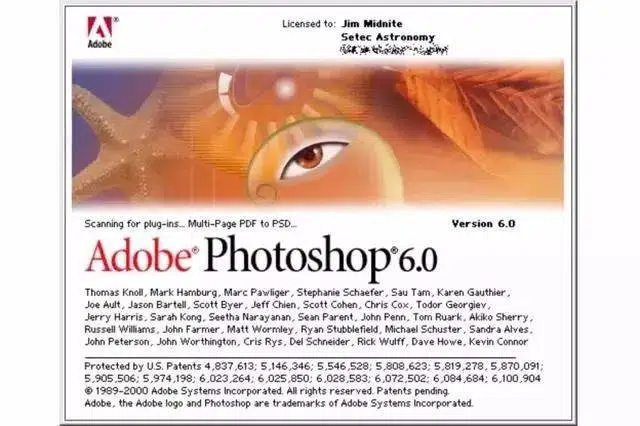 Adobe®
Licensed to: Jim Midnite
Setec Astronomy
Scanning for plug-ins... Multi-Page PDF to PSD...
Version 6.0
Adobe® Photoshop® 6.0
Thomas Knoll, Mark Hamburg, Marc Pawliger, Stephanie Schaefer, Sau Tam, Karen Gauthier,
Joe Ault, Jason Bartell, Scott Byer, Jeff Chien, Scott Cohen, Chris Cox, Todor Georgiev,
Jerry Harris, Sarah Kong, Seetha Narayanan, Sean Parent, John Penn, Tom Ruark, Akiko Sherry,
Russell Williams, John Farmer, Matt Wormley, Ryan Stubblefield, Michael Schuster, Sandra Alves,
John Peterson, John Worthington, Cris Rys, Del Schneider, Rick Wulff, Dave Howe, Kevin Connor
Protected by U.S. Patents 4,837,613; 5,146,346; 5,546,528; 5,808,623; 5,819,278, 5,870,091;
5,905,506; 5,974,198; 6,023,264; 6,025,850; 6,028,583; 6,072,502; 6,084,684; 6,100,904
© 1989-2000 Adobe Systems Incorporated. All rights reserved. Patents pending.
Adobe, the Adobe logo and Photoshop are trademarks of Adobe Systems Incorporated.